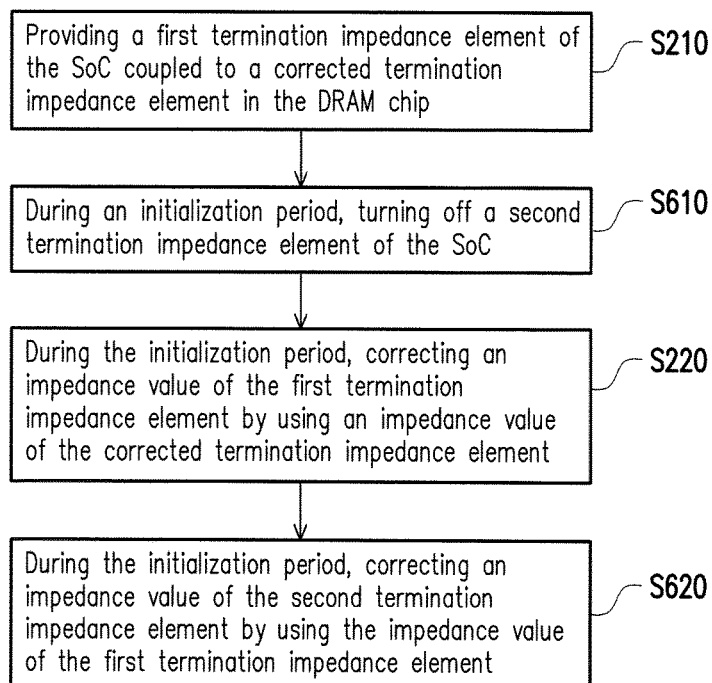 Providing a first termination impedance element of
the SoC coupled to a corrected termination
impedance element in the DRAM chip
S210
During an initialization period, turning off a second
termination impedance element of the SoC
S610
During the initialization period, correcting an
impedance value of the first termination
impedance element by using an impedance value
of the corrected termination impedance element
S220
During the initialization period, correcting an
impedance value of the second termination
impedance element by using the impedance value
of the first termination impedance element
S620